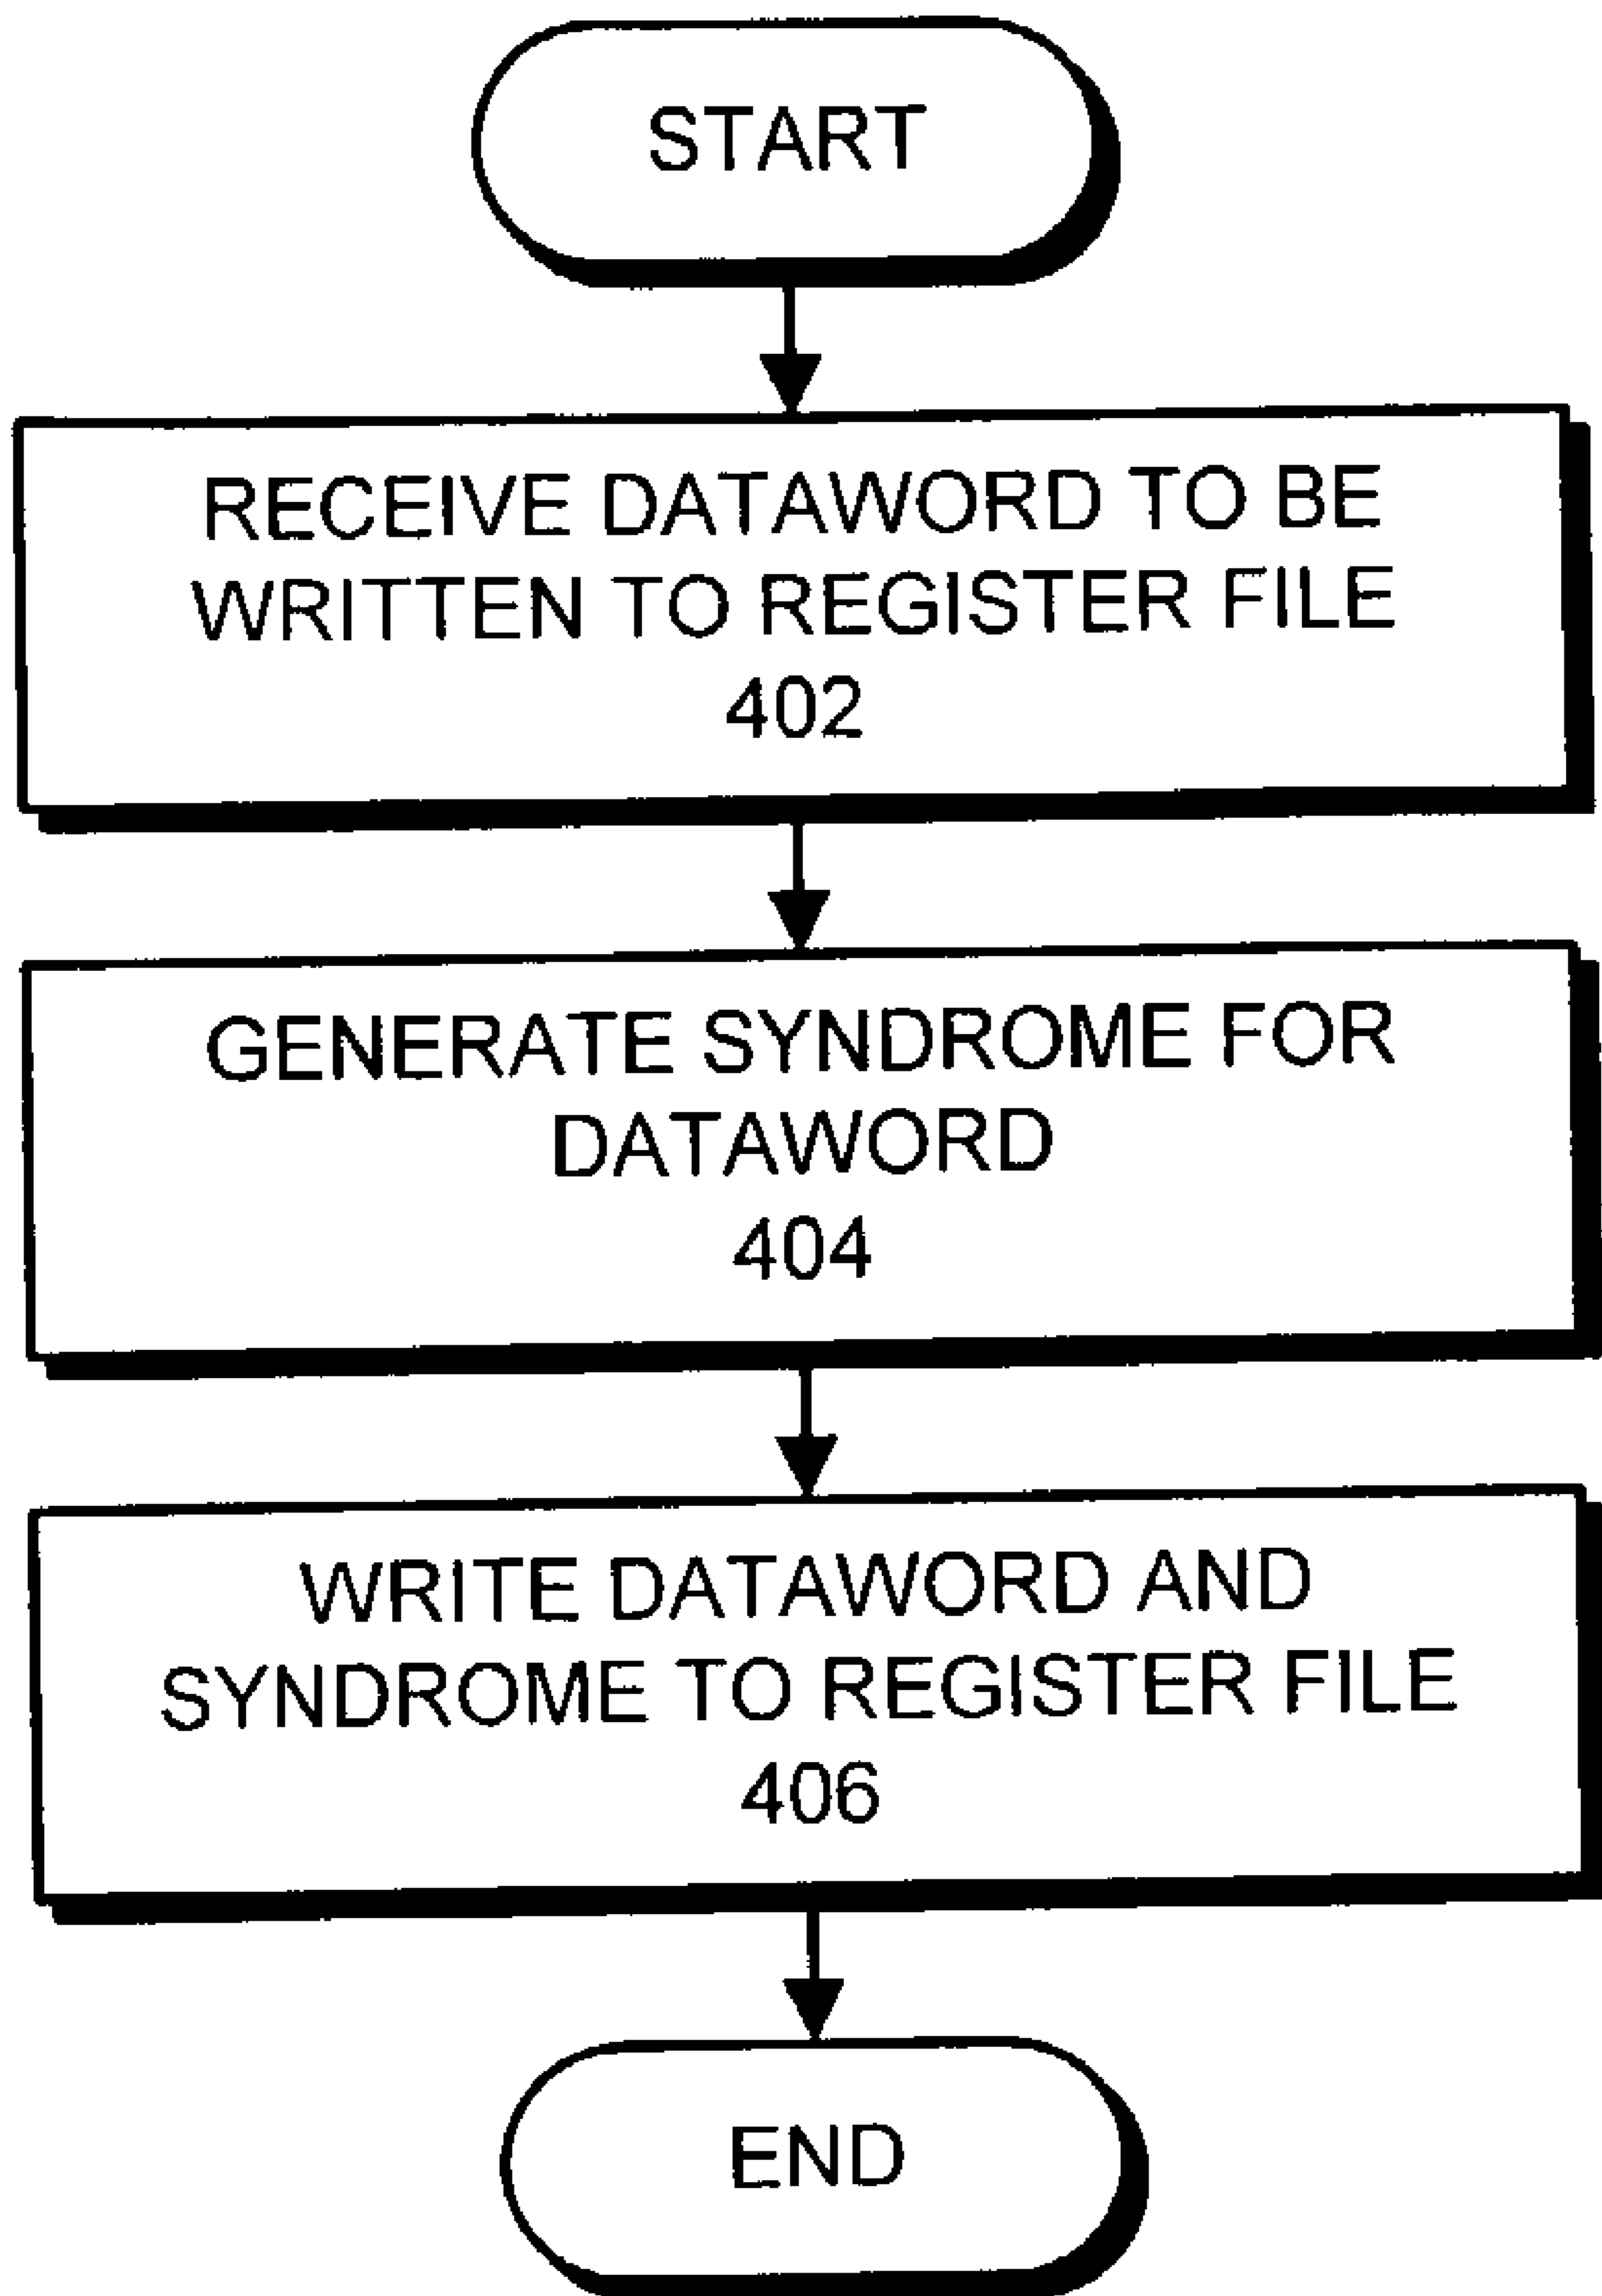 START
RECEIVE DATAWORD TO BE
WRITTEN TO REGISTER FILE
402
GENERATE SYNDROME FOR
DATAWORD
404
WRITE DATAWORD AND
SYNDROME TO REGISTER FILE
406
END